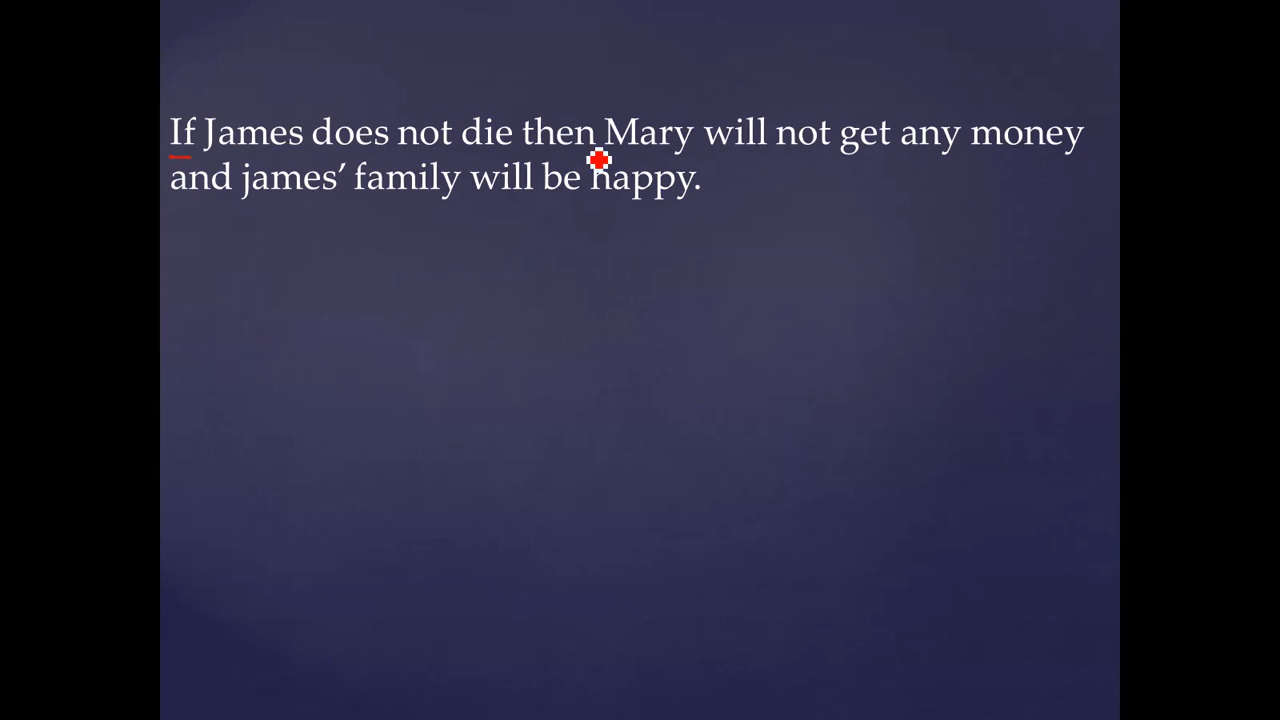 If James does not die then Mary will not get any money
and james’ family will be happy.